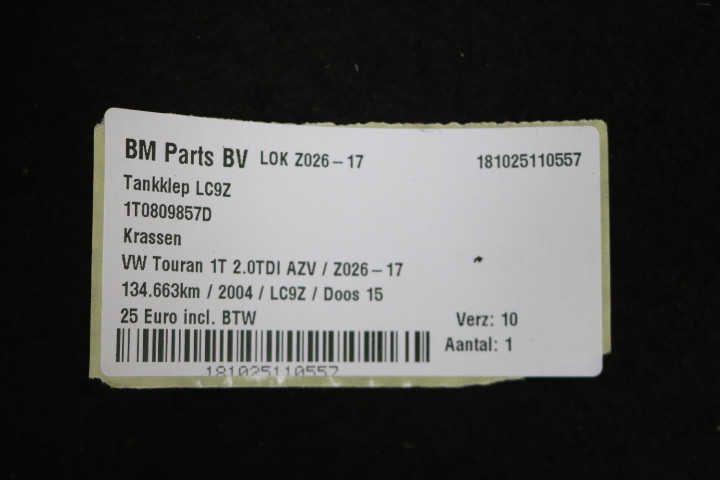 BM Parts BV LOK Z026-17 181025110557
Tankklep LC9Z
1T0809857D
Krassen
VW Touran 1T 2.0TDI AZV / Z026-17
134.663km / 2004 / LC9Z / Doos 15
25 Euro incl. BTW Verz: 10
Aantal: 1
181025110557